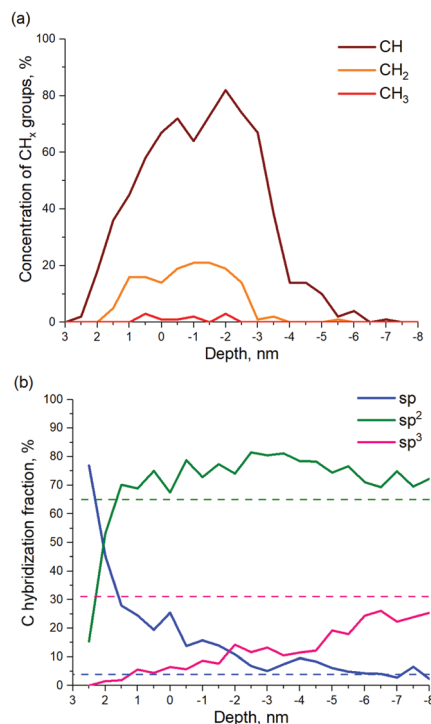 (a)
Concentration of CHx groups, %
100
80
60
40
20
0
CH
CH2
CH3
3 2 1 0 -1 -2 -3 -4 -5 -6 -7 -8
Depth, nm
(b)
C hybridization fraction, %
100
90
80
70
60
50
40
30
20
10
0
sp
sp²
sp³
3 2 1 0 -1 -2 -3 -4 -5 -6 -7 -8
Depth, nm